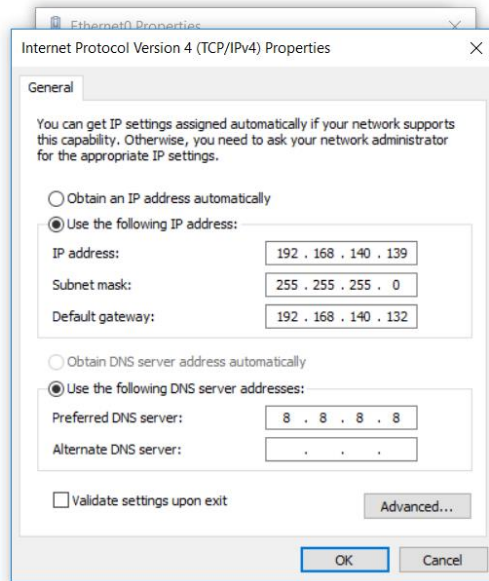 Ethernet0 Properties
Internet Protocol Version 4 (TCP/IPv4) Properties
General
You can get IP settings assigned automatically if your network supports
this capability. Otherwise, you need to ask your network administrator
for the appropriate IP settings.
Obtain an IP address automatically
Use the following IP address:
IP address: 192 . 168 . 140 . 139
Subnet mask: 255 . 255 . 255 . 0
Default gateway: 192 . 168 . 140 . 132
Obtain DNS server address automatically
Use the following DNS server addresses:
Preferred DNS server: 8 . 8 . 8 . 8
Alternate DNS server: . . .
Validate settings upon exit
Advanced...
OK Cancel